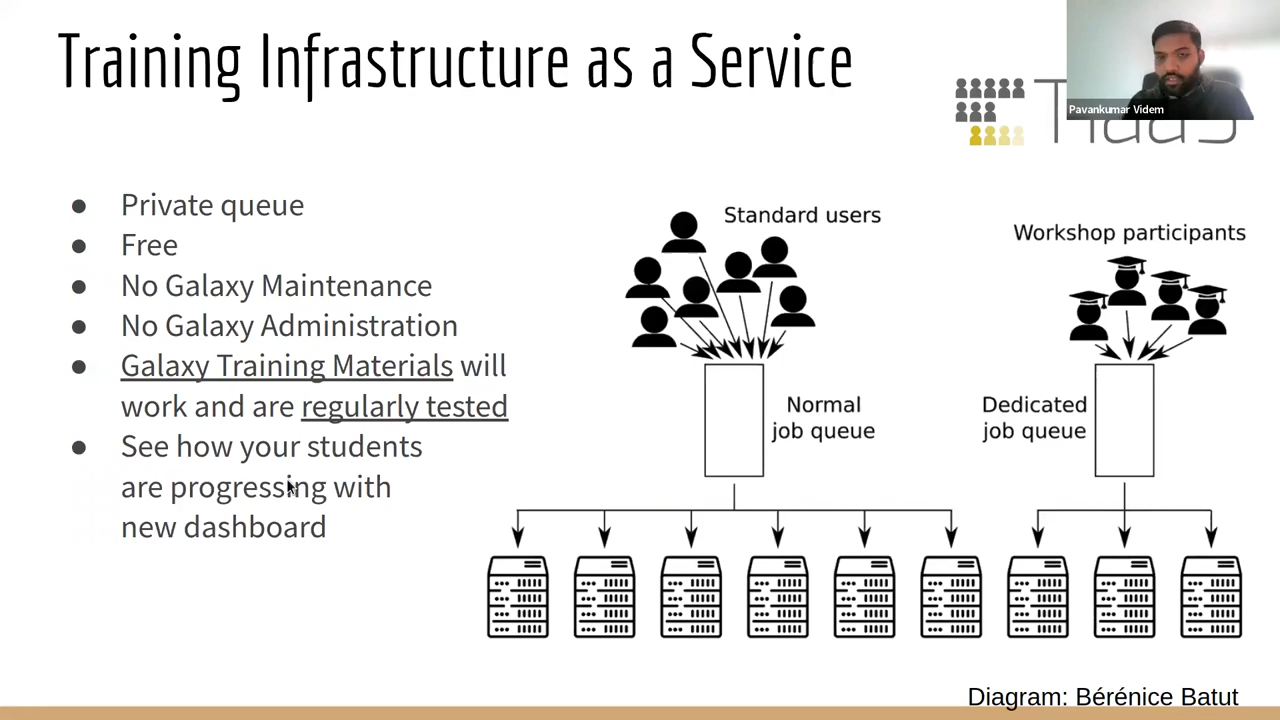 Training Infrastructure as a Service
Pavankumar Videm
● Private queue
● Free
● No Galaxy Maintenance
● No Galaxy Administration
● Galaxy Training Materials will
work and are regularly tested
● See how your students
are progressing with
new dashboard
Standard users
Workshop participants
Normal
job queue
Dedicated
job queue
Diagram: Bérénice Batut